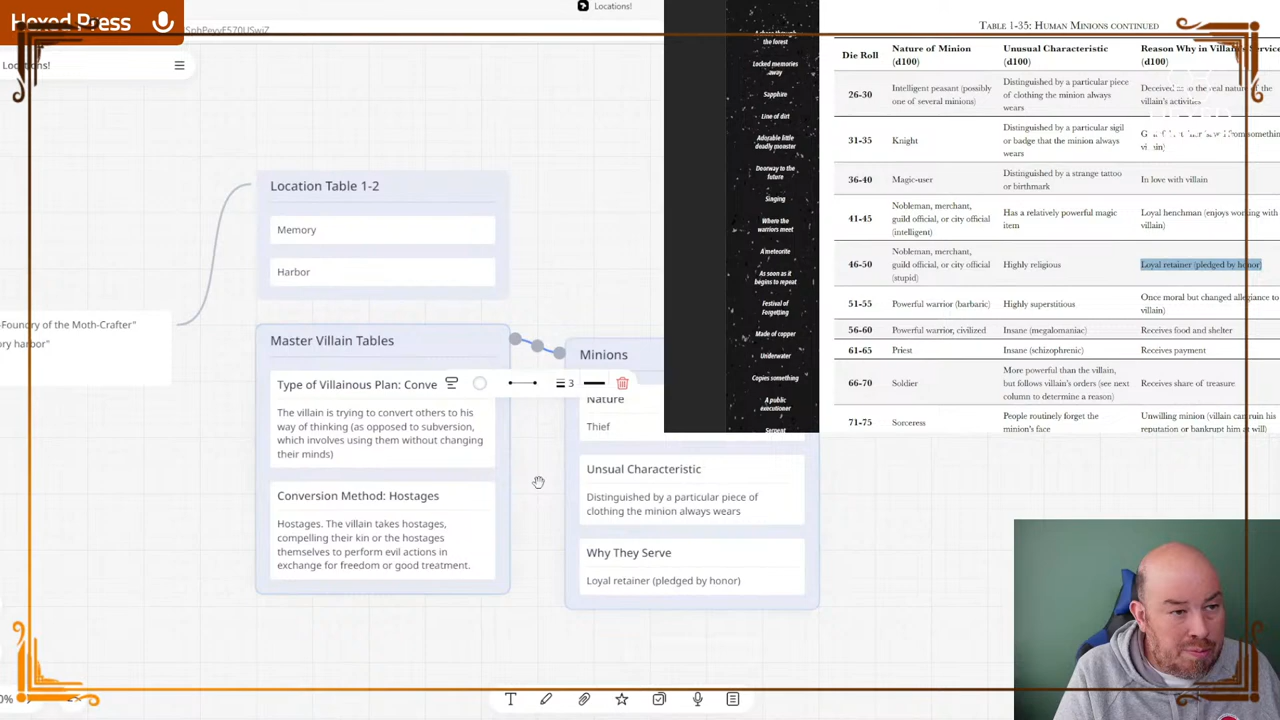 Hexed Press
Locations!
SphPeyyE570USwiZ
Locations!
Location Table 1-2
Memory
Harbor
-Foundry of the Moth-Crafter"
ory harbor"
Master Villain Tables
Type of Villainous Plan: Conve
The villain is trying to convert others to his
way of thinking (as opposed to subversion,
which involves using them without changing
their minds)
Conversion Method: Hostages
Hostages. The villain takes hostages,
compelling their kin or the hostages
themselves to perform evil actions in
exchange for freedom or good treatment.
3
Minions
Nature
Thief
Unsual Characteristic
Distinguished by a particular piece of
clothing the minion always wears
Why They Serve
Loyal retainer (pledged by honor)
the forest
Locked memories
away
Sapphire
Line of dirt
Adorable little
deadly monster
Doorway to the
future
Singing
Where the
warriors meet
A meteorite
As soon as it
begins to repeat
Festival of
Forgetting
Made of copper
Underwater
Copies something
A public
executioner
Serpent
Table 1-35: Human Minions continued
Die Roll
Nature of Minion
(d100)
Unusual Characteristic
(d100)
Reason Why in Villain's Service
(d100)
26-30
Intelligent peasant (possibly
one of several minions)
Distinguished by a particular piece
of clothing the minion always
wears
villain's activities
31-35
Knight
Distinguished by a particular sigil
or badge that the minion always
wears
36-40
Magic-user
Distinguished by a strange tattoo
or birthmark
In love with villain
41-45
Nobleman, merchant,
guild official, or city official
(intelligent)
Has a relatively powerful magic
item
Loyal henchman (enjoys working with
villain)
46-50
Nobleman, merchant,
guild official, or city official
(stupid)
Highly religious
Loyal retainer (pledged by honor)
51-55
Powerful warrior (barbaric)
Highly superstitious
Once moral but changed allegiance to
villain)
56-60
Powerful warrior, civilized
Insane (megalomaniac)
Receives food and shelter
61-65
Priest
Insane (schizophrenic)
Receives payment
66-70
Soldier
More powerful than the villain,
but follows villain's orders (see next
column to determine a reason)
Receives share of treasure
71-75
Sorceress
People routinely forget the
minion's face
Unwilling minion (villain can ruin his
reputation or bankrupt him at will)
0%